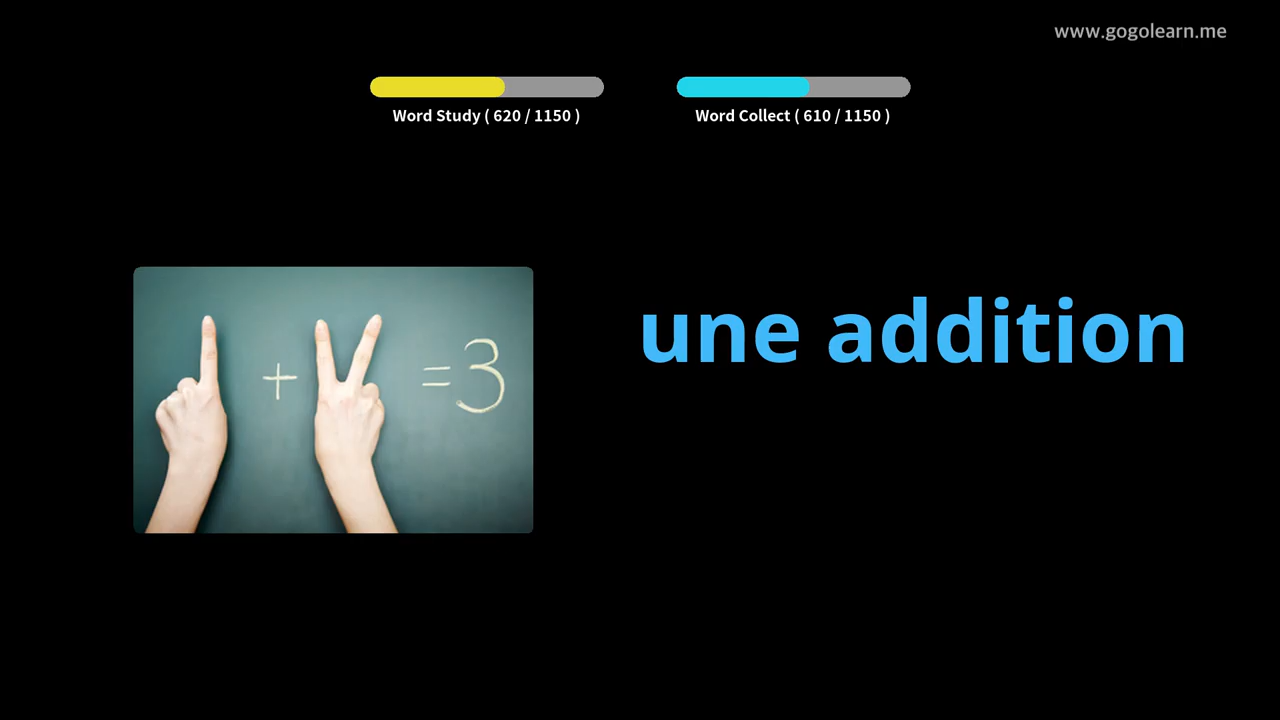 www.gogolearn.me
Word Study ( 620 / 1150 )
Word Collect ( 610 / 1150 )
une addition
+ = 3